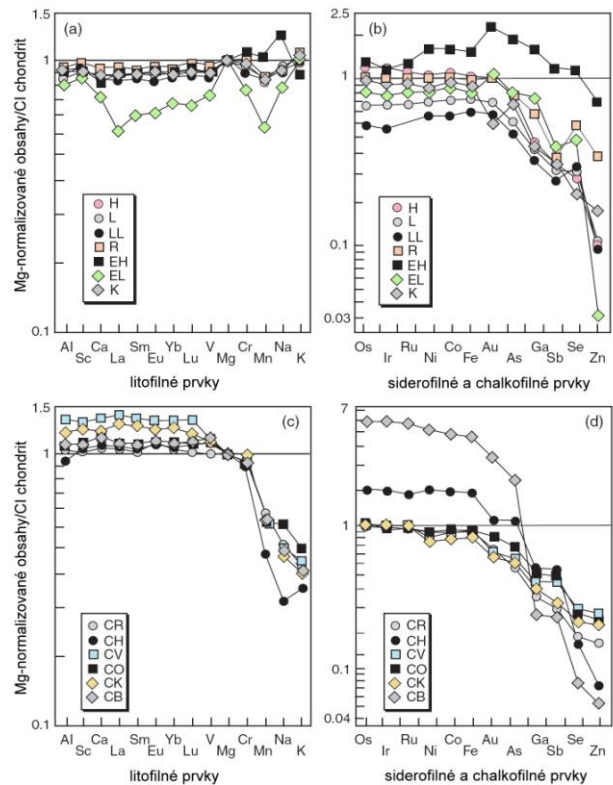 1.5
(a)
1
Mg-normalizované obsahy/CI chondrit
H
L
LL
R
EH
EL
K
0.1
Al Sc Ca La Sm Eu Yb Lu V Mg Cr Mn Na K
litofilné prvky
2.5
(b)
1
H
L
LL
R
EH
EL
K
0.1
0.03
Os Ir Ru Ni Co Fe Au As Ga Sb Se Zn
siderofilné a chalkofilné prvky
1.5
(c)
1
Mg-normalizované obsahy/CI chondrit
CR
CH
CV
CO
CK
CB
0.1
Al Sc Ca La Sm Eu Yb Lu V Mg Cr Mn Na K
litofilné prvky
7
(d)
1
CR
CH
CV
CO
CK
CB
0.1
0.04
Os Ir Ru Ni Co Fe Au As Ga Sb Se Zn
siderofilné a chalkofilné prvky